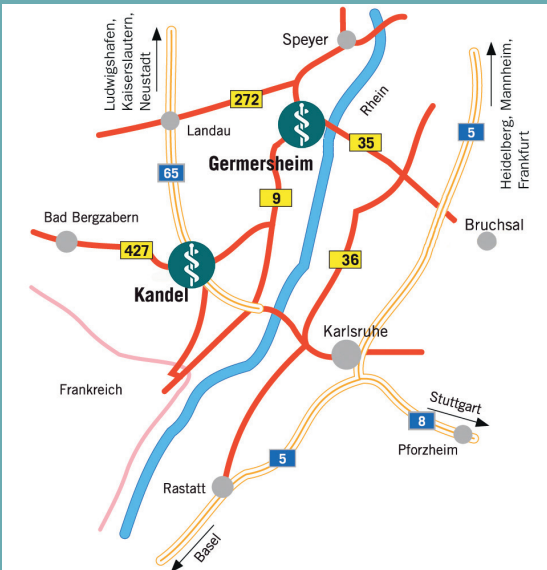 Ludwigshafen,
Kaiserslautern,
Neustadt
Speyer
Rhein
Heidelberg, Mannheim,
Frankfurt
272
Landau
5
35
Germersheim
65
9
Bad Bergzabern
Bruchsal
427
36
Kandel
Karlsruhe
Frankreich
Stuttgart
8
Pforzheim
5
Rastatt
Basel